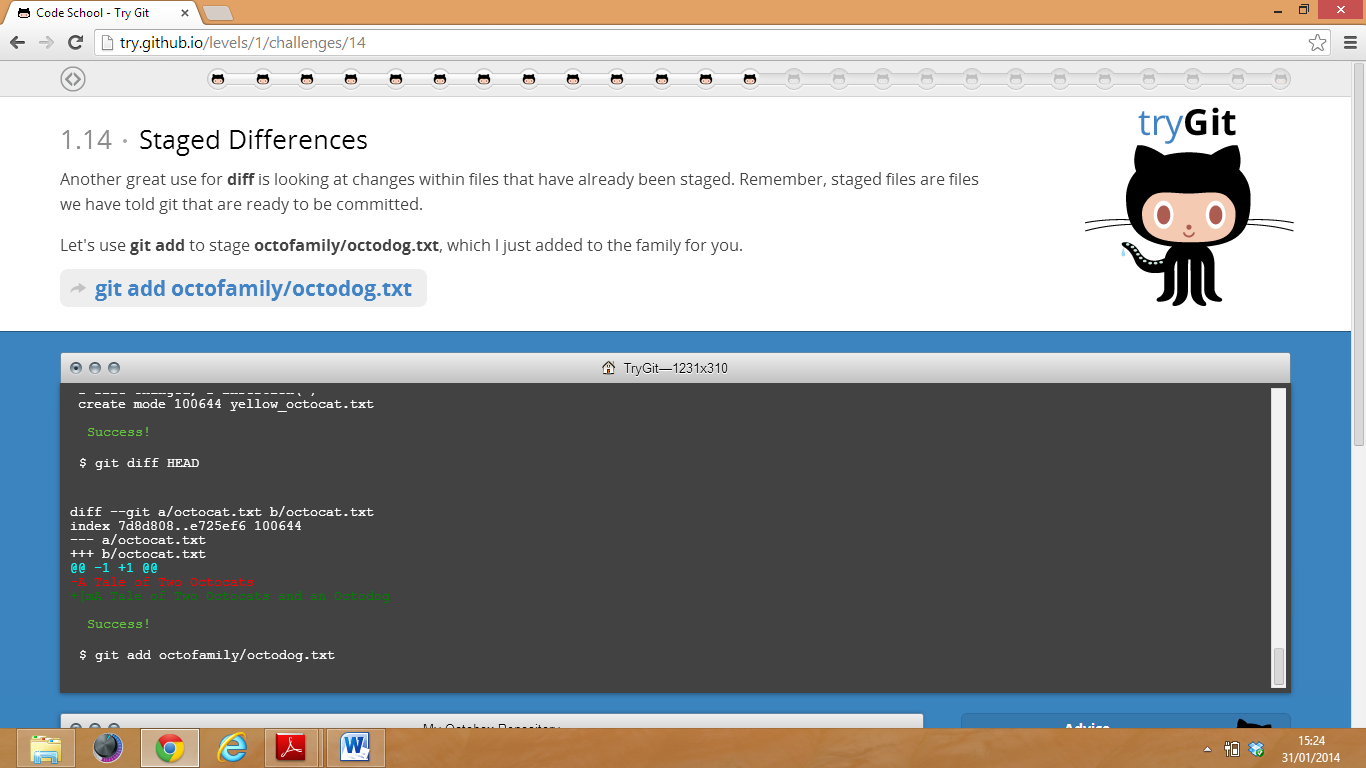 Code School - Try Git
try.github.io/levels/1/challenges/14
1.14 · Staged Differences
tryGit
Another great use for diff is looking at changes within files that have already been staged. Remember, staged files are files
we have told git that are ready to be committed.
Let's use git add to stage octofamily/octodog.txt, which I just added to the family for you.
git add octofamily/octodog.txt
TryGit—1231x310
create mode 100644 yellow_octocat.txt
Success!
$ git diff HEAD
diff --git a/octocat.txt b/octocat.txt
index 7d8d808..e725ef6 100644
--- a/octocat.txt
+++ b/octocat.txt
@@ -1 +1 @@
-A Tale of Two Octocats
+[mA Tale of Two Octocats and an Octodog
Success!
$ git add octofamily/octodog.txt
My Octobox Repository
Advice
15:24
31/01/2014